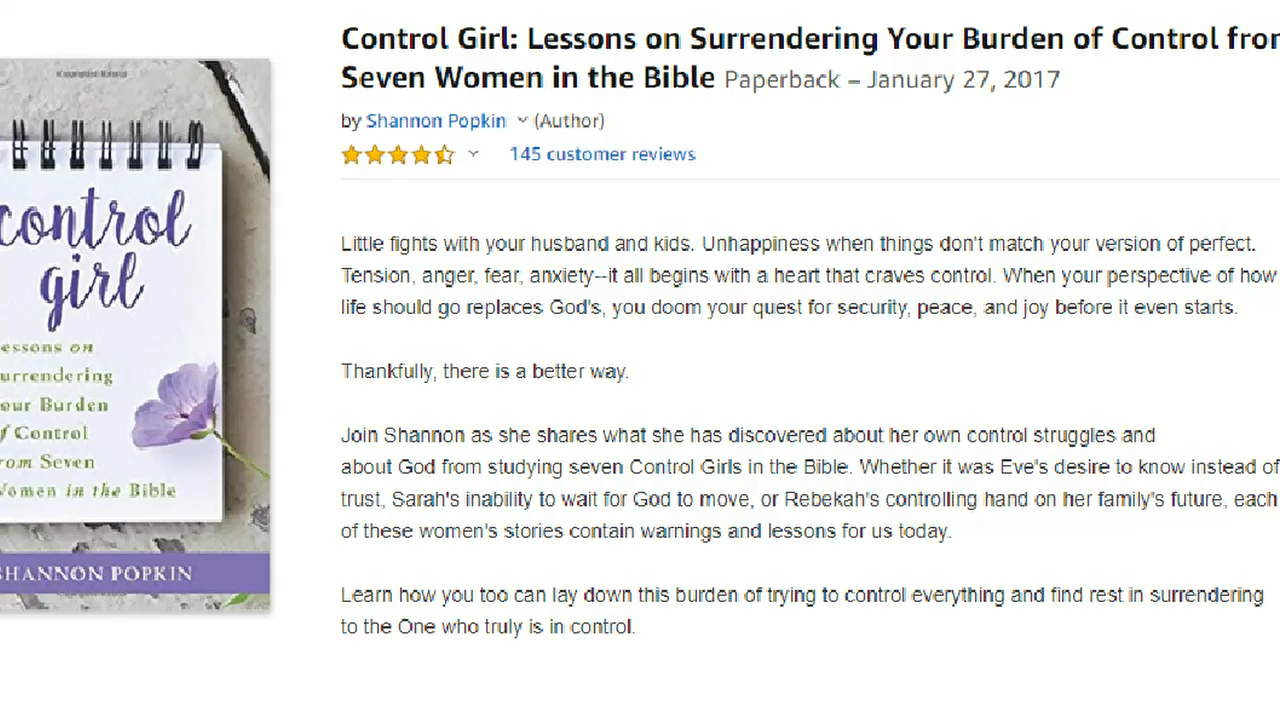 Control Girl: Lessons on Surrendering Your Burden of Control fro
Seven Women in the Bible Paperback – January 27, 2017
by Shannon Popkin (Author)
145 customer reviews
Little fights with your husband and kids. Unhappiness when things don't match your version of perfect.
Tension, anger, fear, anxiety--it all begins with a heart that craves control. When your perspective of how
life should go replaces God's, you doom your quest for security, peace, and joy before it even starts.
Thankfully, there is a better way.
Join Shannon as she shares what she has discovered about her own control struggles and
about God from studying seven Control Girls in the Bible. Whether it was Eve's desire to know instead of
trust, Sarah's inability to wait for God to move, or Rebekah's controlling hand on her family's future, each
of these women's stories contain warnings and lessons for us today.
Learn how you too can lay down this burden of trying to control everything and find rest in surrendering
to the One who truly is in control.
Copyrighted Material
control
girl
essons on
urrendering
our Burden
f Control
rom Seven
Women in the Bible
SHANNON POPKIN